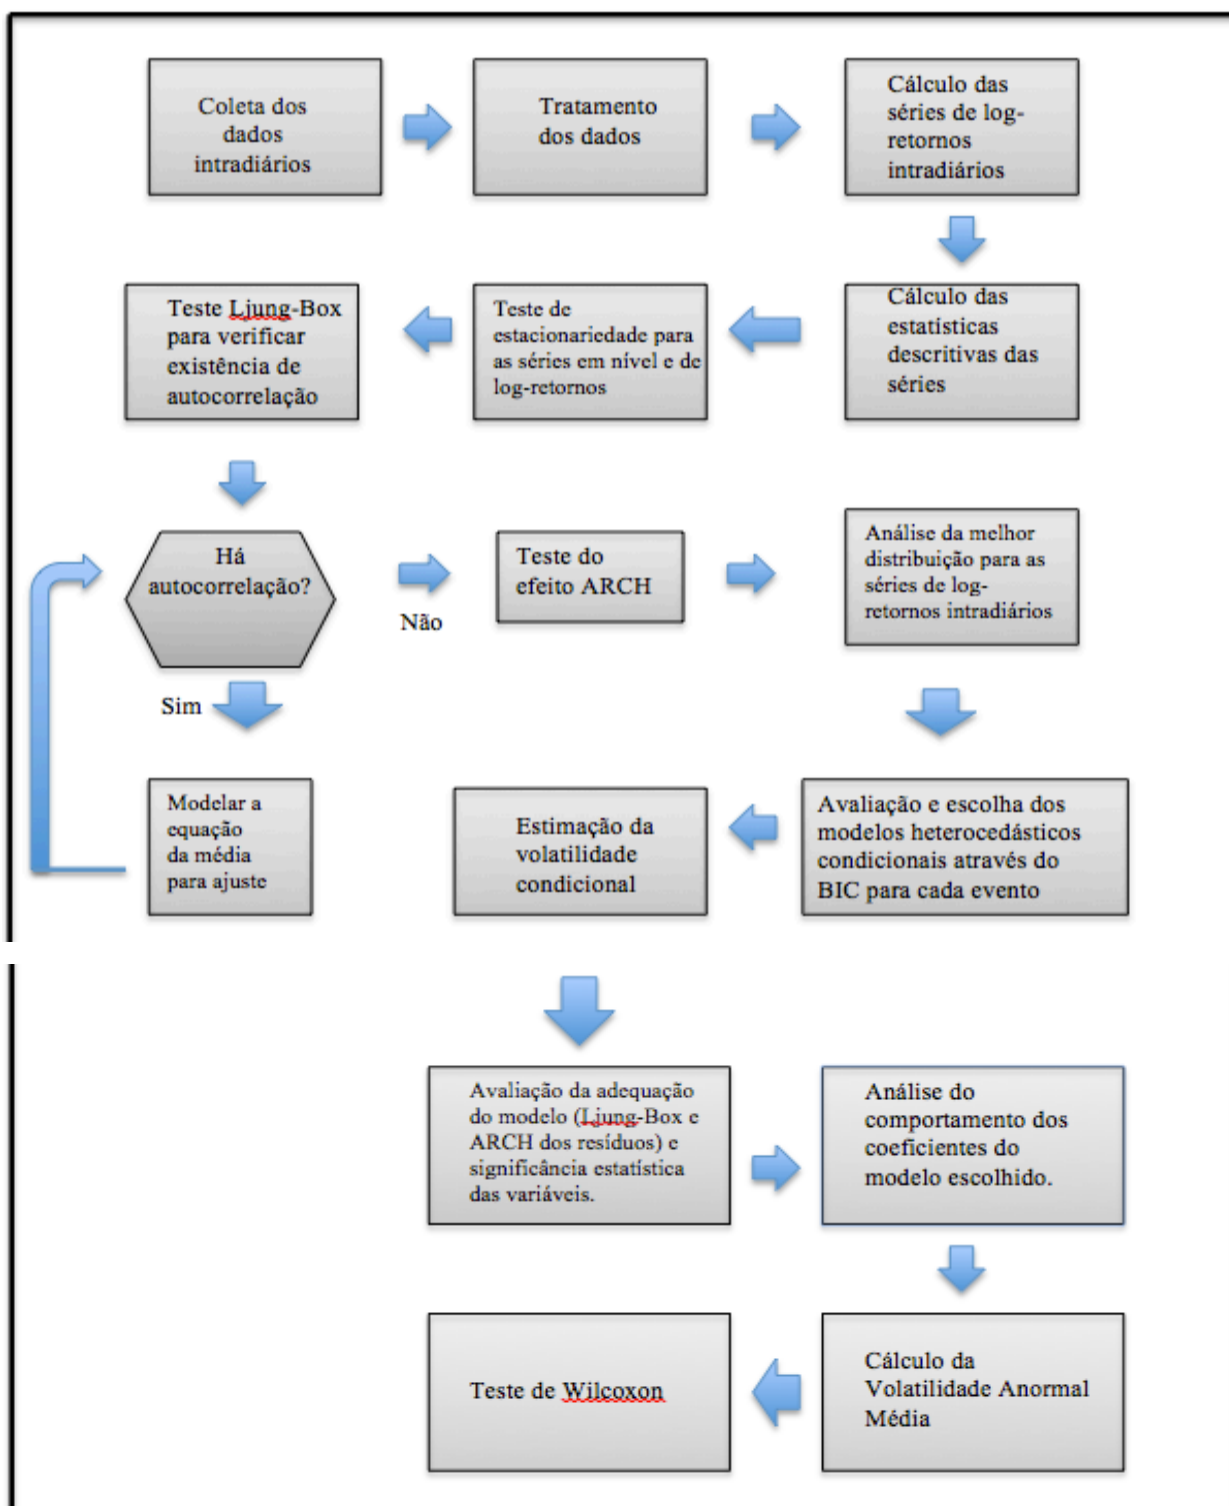 Coleta dos
dados
intradiários
Tratamento
dos dados
Cálculo das
séries de log-
retornos
intradiários
Teste Ljung-Box
para verificar
existência de
autocorrelação
Teste de
estacionariedade para
as séries em nível e de
log-retornos
Cálculo das
estatísticas
descritivas das
séries
Há
autocorrelação?
Não
Teste do
efeito ARCH
Análise da melhor
distribuição para as
séries de log-
retornos intradiários
Sim
Modelar a
equação
da média
para ajuste
Estimação da
volatilidade
condicional
Avaliação e escolha dos
modelos heterocedásticos
condicionais através do
BIC para cada evento
Avaliação da adequação
do modelo (Ljung-Box e
ARCH dos resíduos) e
significância estatística
das variáveis.
Análise do
comportamento dos
coeficientes do
modelo escolhido.
Teste de Wilcoxon
Cálculo da
Volatilidade Anormal
Média